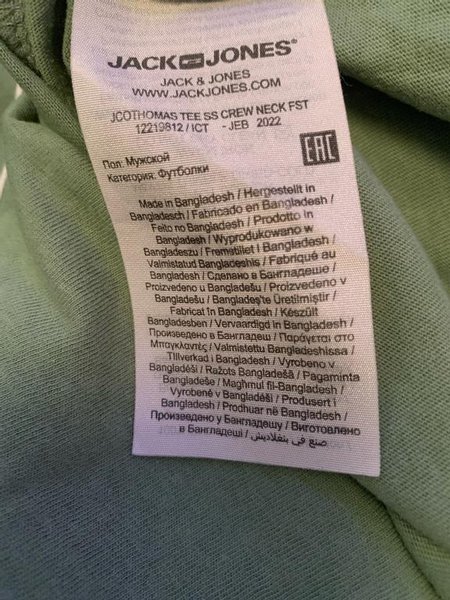 JACK JONES®
JACK & JONES
WWW.JACKJONES.COM
JCOTHOMAS TEE SS CREW NECK FST
12219812 / ICT - JEB 2022
EAC
Пол: Мужской
Категория: Футболки
Made in Bangladesh / Hergestellt in
Bangladesch / Fabricado en Bangladesh /
Feito no Bangladesh / Prodotto in
Bangladesh / Wyprodukowano w
Bangladeszu / Fremstillet i Bangladesh /
Valmistatud Bangladeshis / Fabriqué au
Bangladesh / Сделано в Бангладеше /
Proizvedeno u Bangladešu / Proizvedeno v
Bangladešu / Bangladeş'te Üretilmiştir /
Fabricat în Bangladesh / Készült
Bangladesben / Vervaardigd in Bangladesh /
Произведено в Бангладеш / Παράγεται στο
Μπαγκλαντές / Valmistettu Bangladeshissa /
Tillverkad i Bangladesh / Vyrobeno v
Bangladéši / Ražots Bangladešā / Pagaminta
Bangladeše / Magħmul fil-Bangladesh /
Vyrobené v Bangladéši / Produsert i
Bangladesh / Prodhuar në Bangladesh /
Произведено у Бангладешу / Виготовлено
в Бангладеші / صنع في بنغلاديش